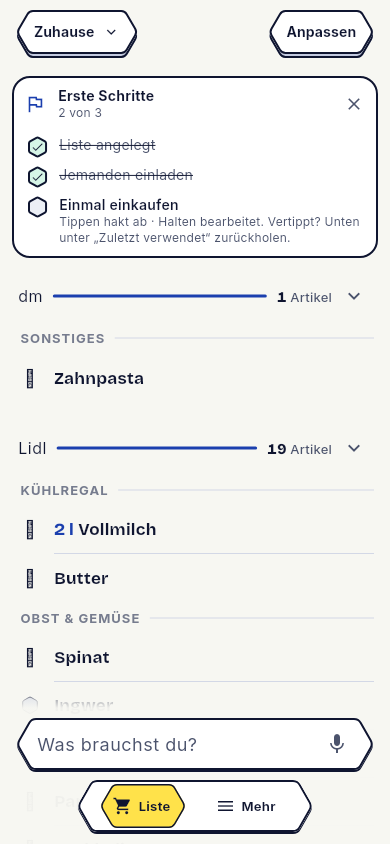 Zuhause
Anpassen
Erste Schritte
2 von 3
Liste angelegt
Jemanden einladen
Einmal einkaufen
Tippen hakt ab · Halten bearbeitet. Vertippt? Unten
unter „Zuletzt verwendet“ zurückholen.
dm
1 Artikel
SONSTIGES
Zahnpasta
Lidl
19 Artikel
KÜHLREGAL
2 l Vollmilch
Butter
OBST & GEMÜSE
Spinat
Ingwer
Was brauchst du?
Liste
Mehr